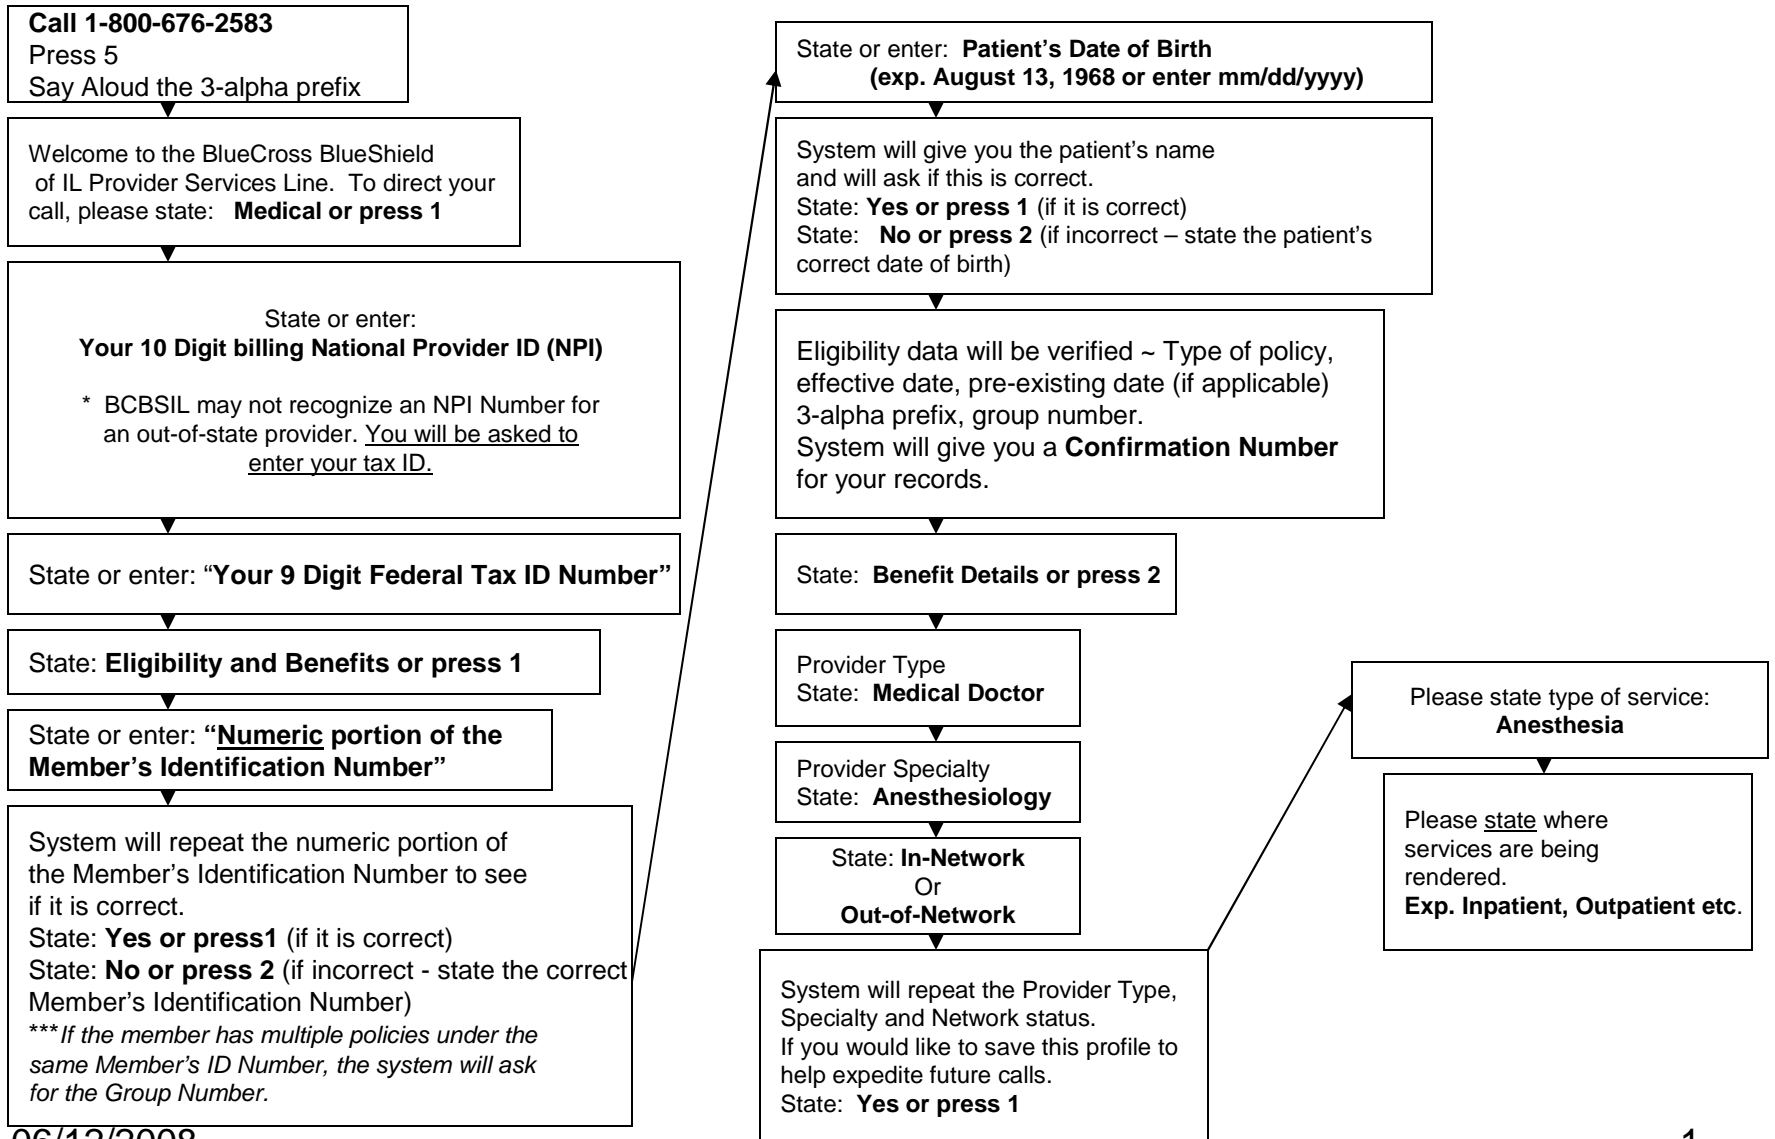 Call 1-800-676-2583
Press 5
Say Aloud the 3-alpha prefix
Welcome to the BlueCross BlueShield
of IL Provider Services Line. To direct your
call, please state: Medical or press 1
State or enter:
Your 10 Digit billing National Provider ID (NPI)
* BCBSIL may not recognize an NPI Number for
an out-of-state provider. You will be asked to
enter your tax ID.
State or enter: “Your 9 Digit Federal Tax ID Number”
State: Eligibility and Benefits or press 1
State or enter: “Numeric portion of the
Member’s Identification Number”
System will repeat the numeric portion of
the Member’s Identification Number to see
if it is correct.
State: Yes or press1 (if it is correct)
State: No or press 2 (if incorrect - state the correct
Member’s Identification Number)
***If the member has multiple policies under the
same Member’s ID Number, the system will ask
for the Group Number.
State or enter: Patient’s Date of Birth
(exp. August 13, 1968 or enter mm/dd/yyyy)
System will give you the patient’s name
and will ask if this is correct.
State: Yes or press 1 (if it is correct)
State: No or press 2 (if incorrect – state the patient’s
correct date of birth)
Eligibility data will be verified ~ Type of policy,
effective date, pre-existing date (if applicable)
3-alpha prefix, group number.
System will give you a Confirmation Number
for your records.
State: Benefit Details or press 2
Provider Type
State: Medical Doctor
Provider Specialty
State: Anesthesiology
State: In-Network
Or
Out-of-Network
System will repeat the Provider Type,
Specialty and Network status.
If you would like to save this profile to
help expedite future calls.
State: Yes or press 1
Please state type of service:
Anesthesia
Please state where
services are being
rendered.
Exp. Inpatient, Outpatient etc.
06/12/2008
1